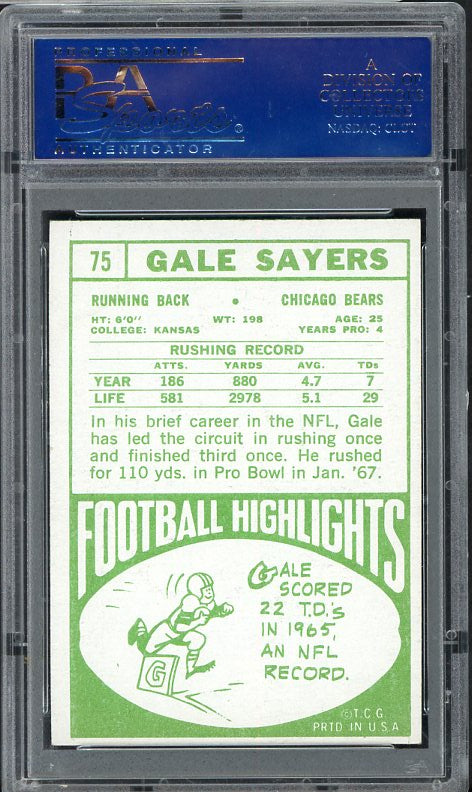 PROFESSIONAL
PSA
Sports®
AUTHENTICATOR
A
DIVISION OF
COLLECTORS
UNIVERSE
NASDAQ: CLCT
75 GALE SAYERS
RUNNING BACK • CHICAGO BEARS
HT: 6'0" WT: 198 AGE: 25
COLLEGE: KANSAS YEARS PRO: 4
RUSHING RECORD
ATTS. YARDS AVG. TDs
YEAR 186 880 4.7 7
LIFE 581 2978 5.1 29
In his brief career in the NFL, Gale
has led the circuit in rushing once
and finished third once. He rushed
for 110 yds. in Pro Bowl in Jan. '67.
FOOTBALL HIGHLIGHTS
GALE
SCORED
22 T.D.'S
IN 1965,
AN NFL
RECORD.
G
©T.C.G.
PRTD IN U.S.A.